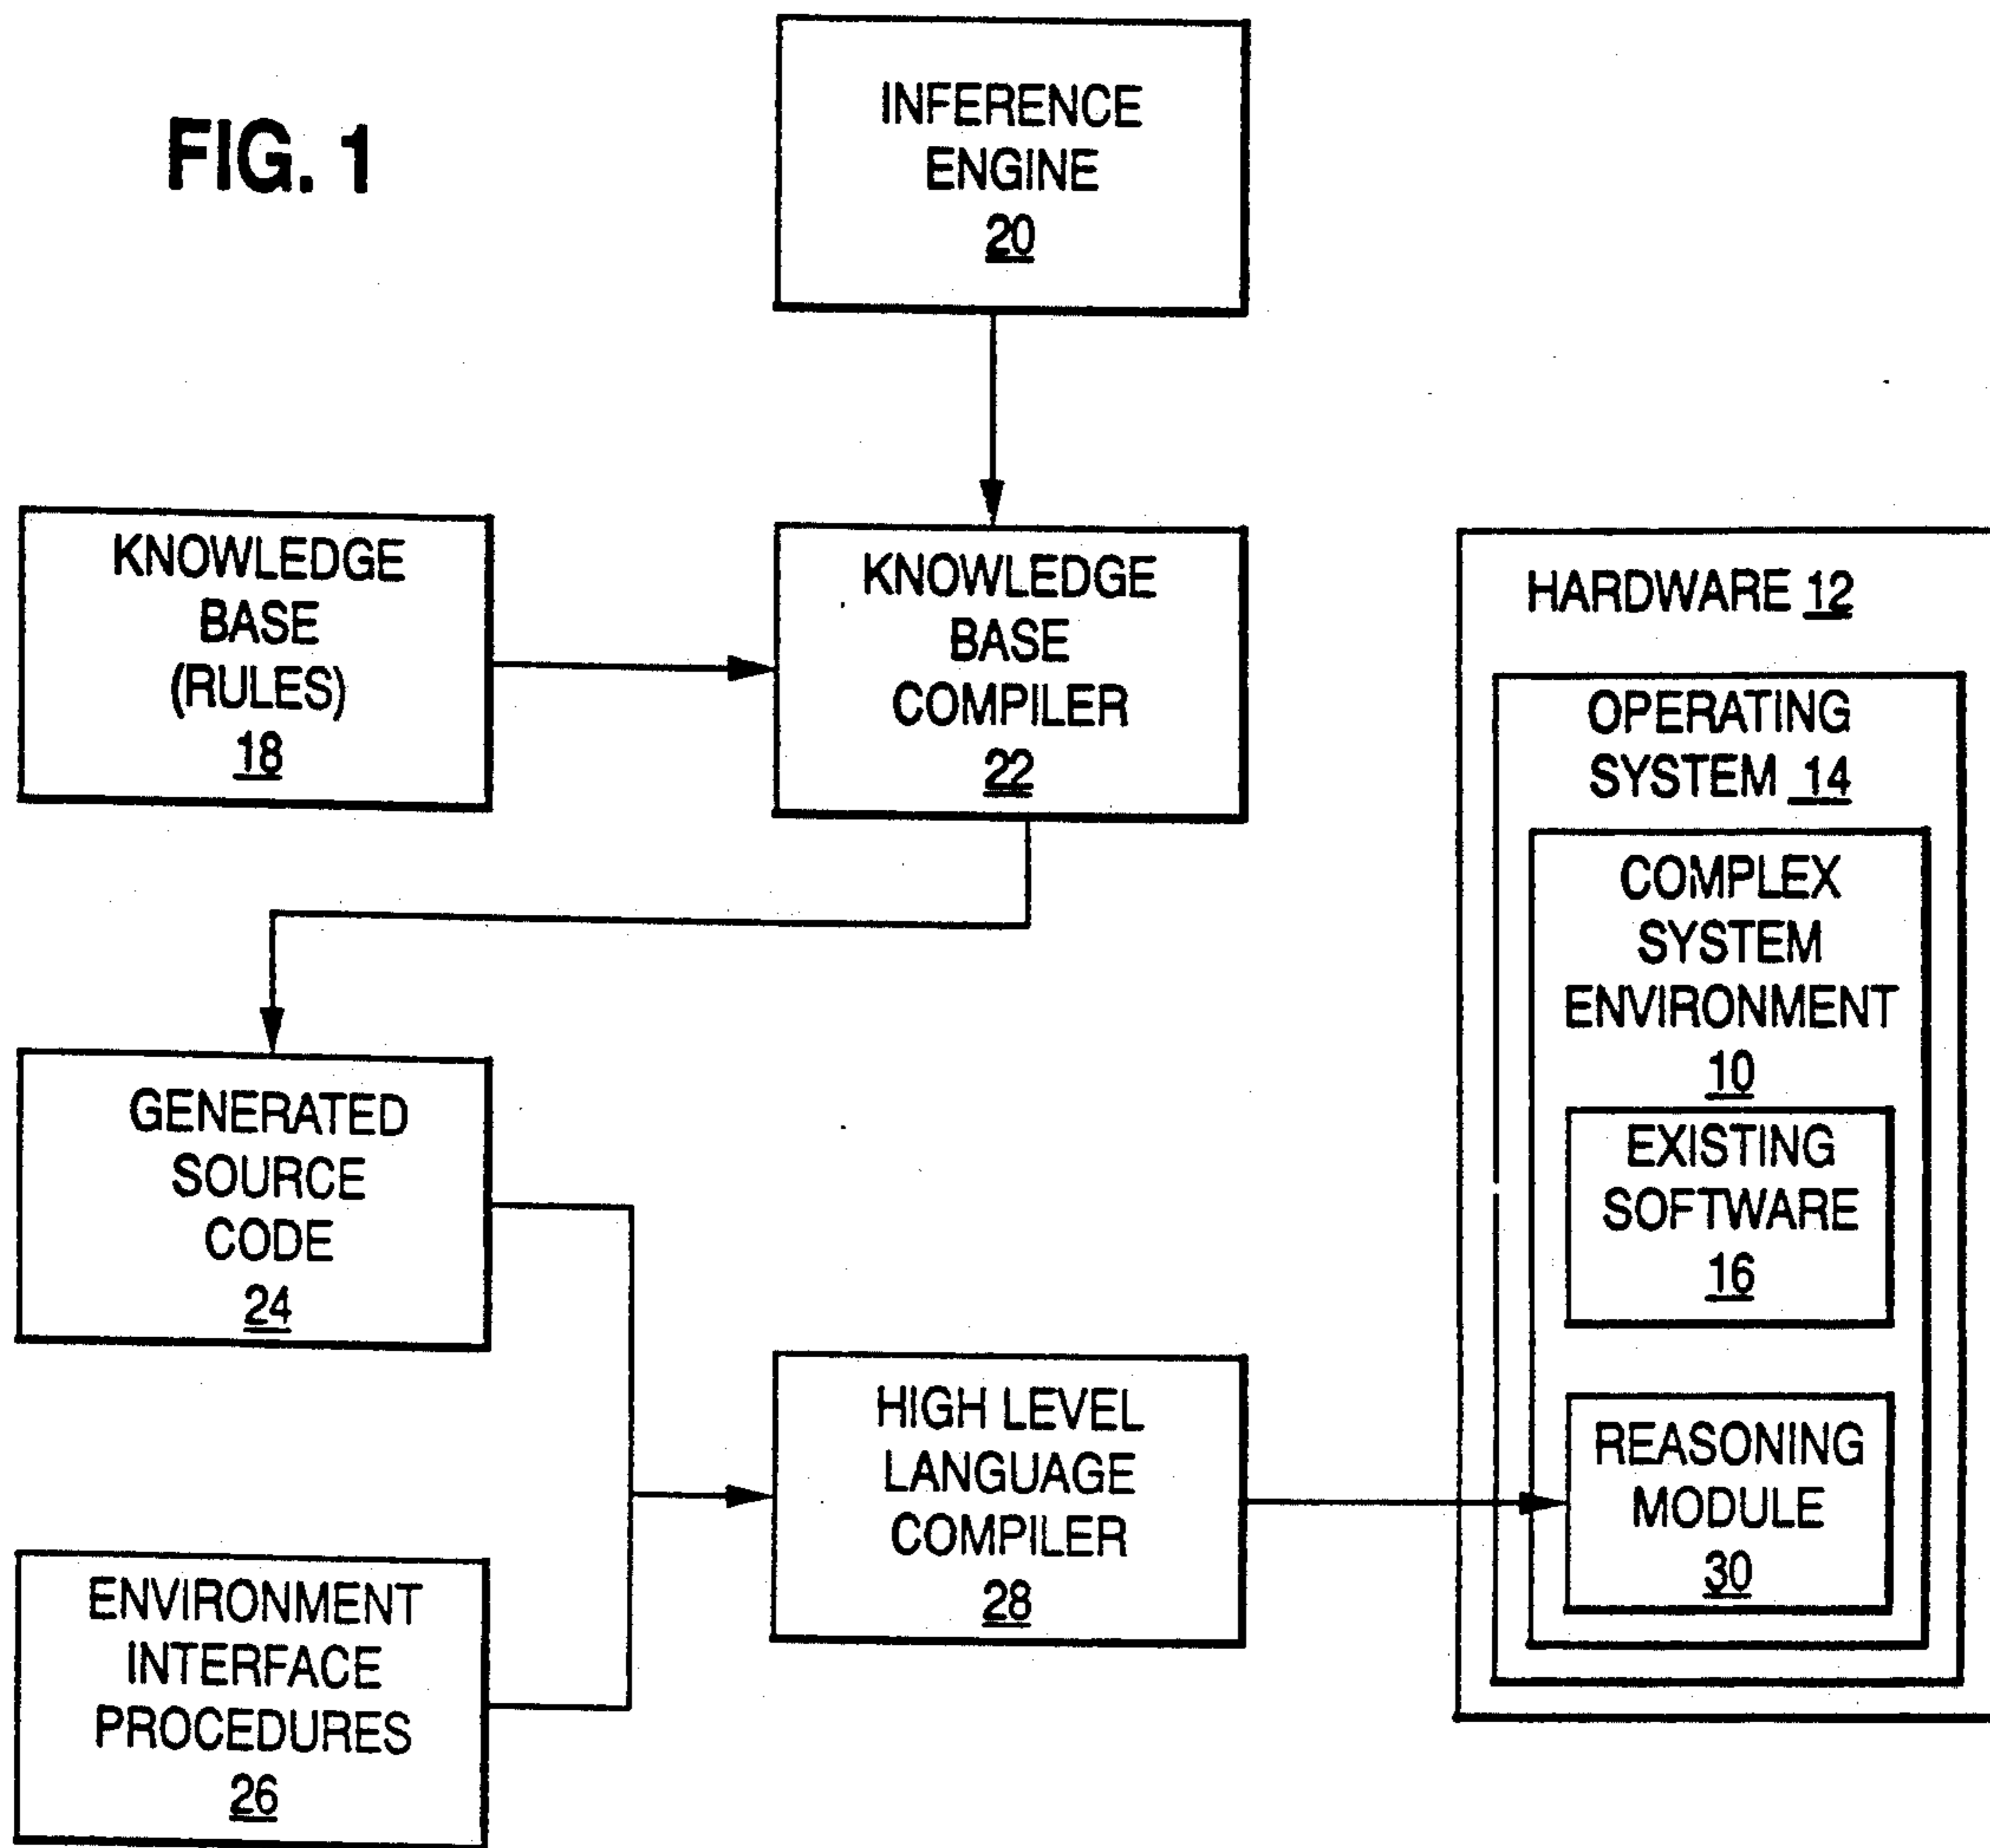 FIG. 1
INFERENCE
ENGINE
20
KNOWLEDGE
BASE
(RULES)
18
KNOWLEDGE
BASE
COMPILER
22
HARDWARE 12
OPERATING
SYSTEM 14
COMPLEX
SYSTEM
ENVIRONMENT
10
EXISTING
SOFTWARE
16
REASONING
MODULE
30
GENERATED
SOURCE
CODE
24
HIGH LEVEL
LANGUAGE
COMPILER
28
ENVIRONMENT
INTERFACE
PROCEDURES
26